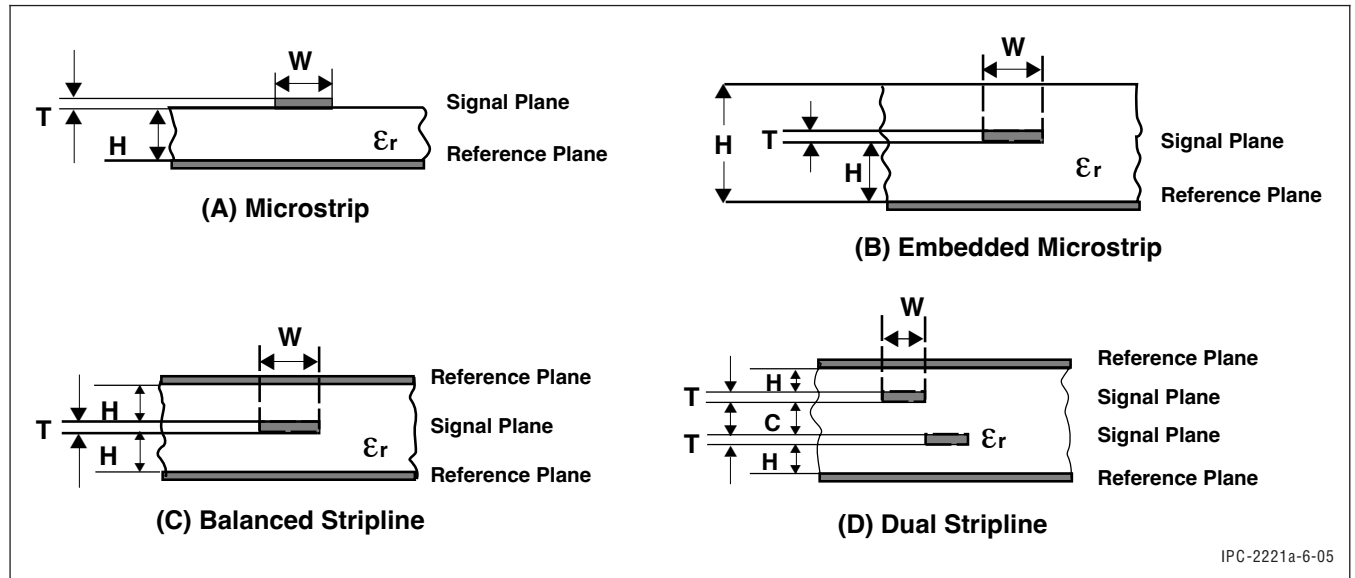 W
T
H
εr
Signal Plane
Reference Plane
(A) Microstrip
W
H
T
H
εr
Signal Plane
Reference Plane
(B) Embedded Microstrip
W
H
T
H
εr
Reference Plane
Signal Plane
Reference Plane
(C) Balanced Stripline
W
H
T
C
T
H
εr
Reference Plane
Signal Plane
Signal Plane
Reference Plane
(D) Dual Stripline
IPC-2221a-6-05